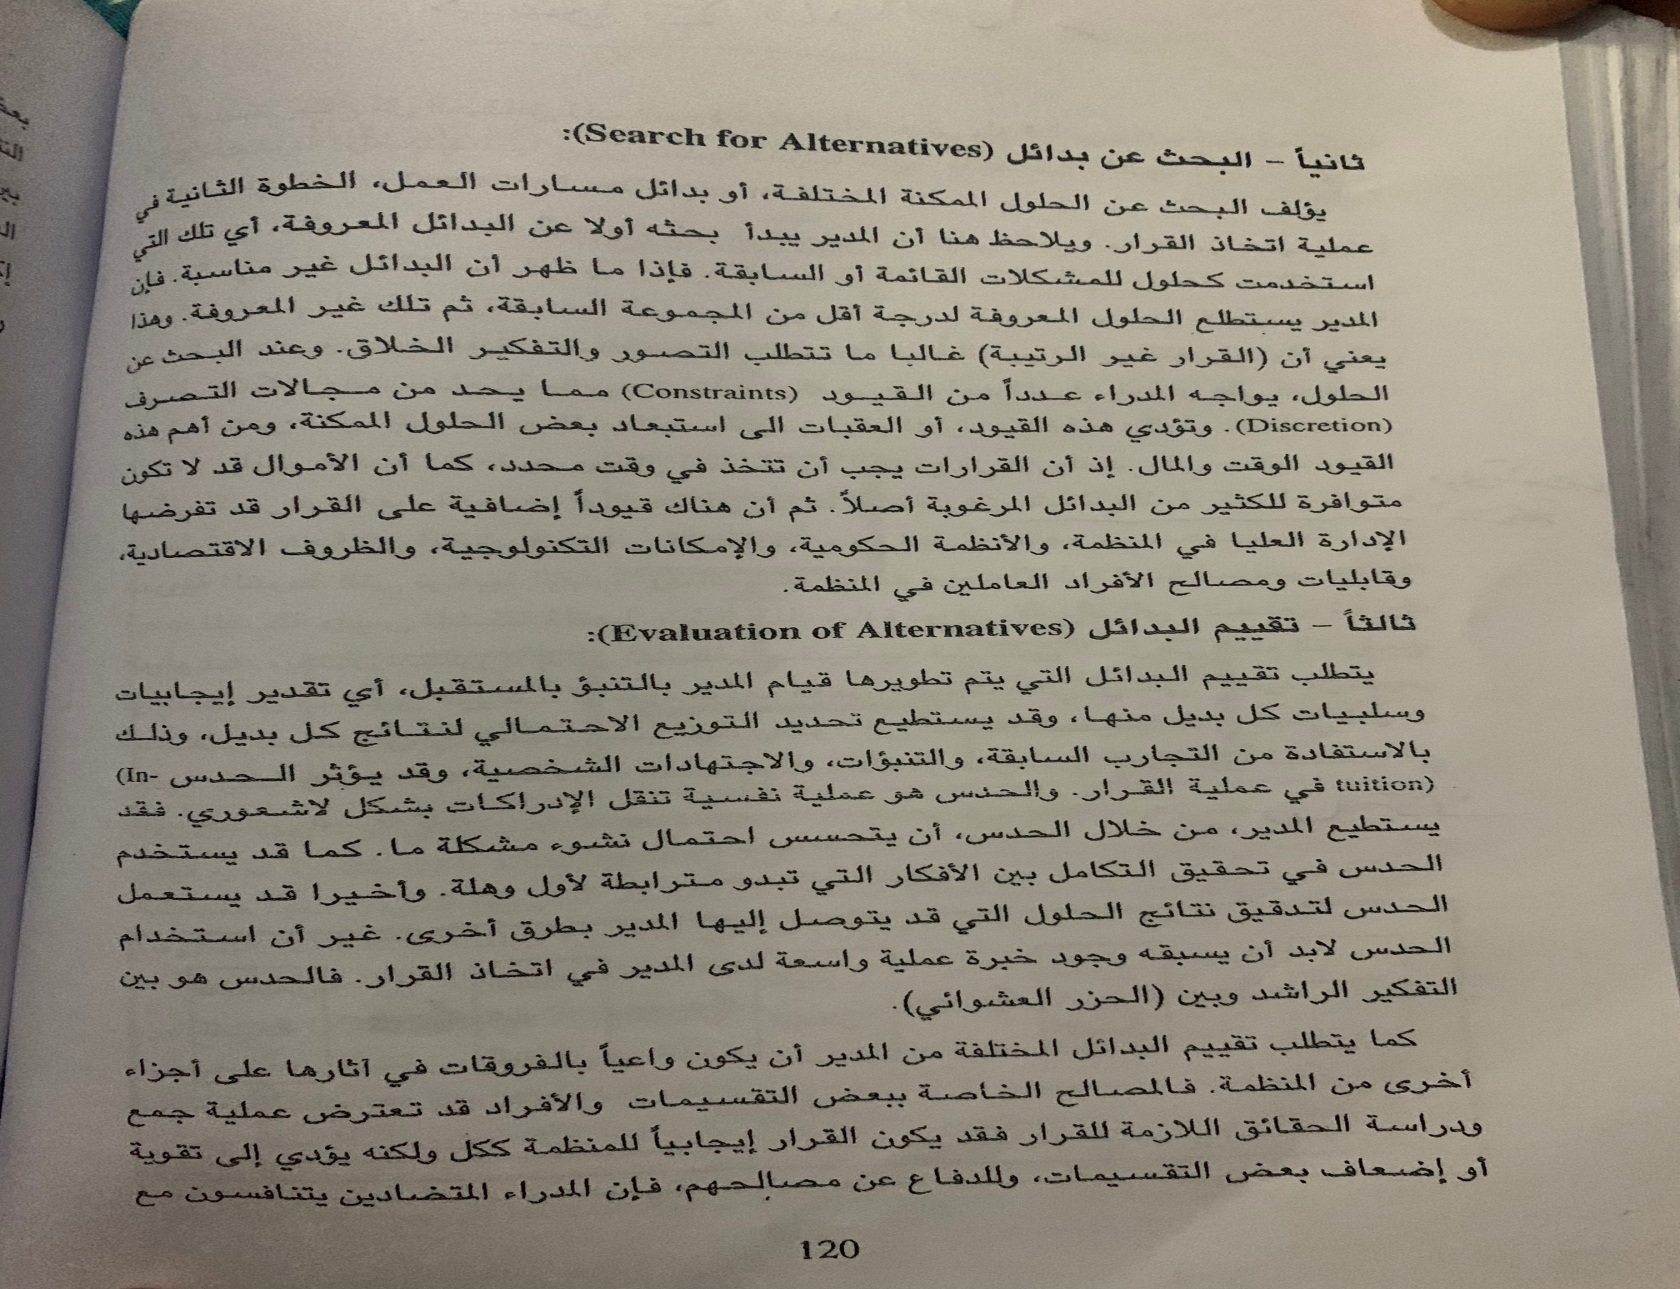 ثانياً – البحث عن بدائل (Search for Alternatives):
يؤلف البحث عن الحلول الممكنة المختلفة، أو بدائل مسارات العمل، الخطوة الثانية في
عملية اتخاذ القرار. ويلاحظ هنا أن المدير يبدأ بحثه أولا عن البدائل المعروفة، أي تلك التي
استخدمت كحلول للمشكلات القائمة أو السابقة. فإذا ما ظهر أن البدائل غير مناسبة. فإن
المدير يستطلع الحلول المعروفة لدرجة أقل من المجموعة السابقة، ثم تلك غير المعروفة. وهذا
يعني أن (القرار غير الرتيبة) غالبا ما تتطلب التصور والتفكير الخلاق. وعند البحث عن
الحلول، يواجه المدراء عدداً من القيود (Constraints) مما يحد من مجالات التصرف
(Discretion). وتؤدي هذه القيود، أو العقبات الى استبعاد بعض الحلول الممكنة، ومن أهم هذه
القيود الوقت والمال. إذ أن القرارات يجب أن تتخذ في وقت محدد، كما أن الأموال قد لا تكون
متوافرة للكثير من البدائل المرغوبة أصلاً. ثم أن هناك قيوداً إضافية على القرار قد تفرضها
الإدارة العليا في المنظمة، والأنظمة الحكومية، والإمكانات التكنولوجية، والظروف الاقتصادية،
وقابليات ومصالح الأفراد العاملين في المنظمة.
ثالثاً – تقييم البدائل (Evaluation of Alternatives):
يتطلب تقييم البدائل التي يتم تطويرها قيام المدير بالتنبؤ بالمستقبل، أي تقدير إيجابيات
وسلبيات كل بديل منها، وقد يستطيع تحديد التوزيع الاحتمالي لنتائج كل بديل، وذلك
بالاستفادة من التجارب السابقة، والتنبؤات، والاجتهادات الشخصية، وقد يؤثر الحدس (In-
tuition) في عملية القرار. والحدس هو عملية نفسية تنقل الإدراكات بشكل لاشعوري. فقد
يستطيع المدير، من خلال الحدس، أن يتحسس احتمال نشوء مشكلة ما. كما قد يستخدم
الحدس في تحقيق التكامل بين الأفكار التي تبدو مترابطة لأول وهلة. وأخيرا قد يستعمل
الحدس لتدقيق نتائج الحلول التي قد يتوصل إليها المدير بطرق أخرى. غير أن استخدام
الحدس لابد أن يسبقه وجود خبرة عملية واسعة لدى المدير في اتخاذ القرار. فالحدس هو بين
التفكير الراشد وبين (الحزر العشوائي).
كما يتطلب تقييم البدائل المختلفة من المدير أن يكون واعياً بالفروقات في آثارها على أجزاء
أخرى من المنظمة. فالمصالح الخاصة ببعض التقسيمات والأفراد قد تعترض عملية جمع
ودراسة الحقائق اللازمة للقرار فقد يكون القرار إيجابياً للمنظمة ككل ولكنه يؤدي إلى تقوية
أو إضعاف بعض التقسيمات، وللدفاع عن مصالحهم، فإن المدراء المتضادين يتنافسون مع
120